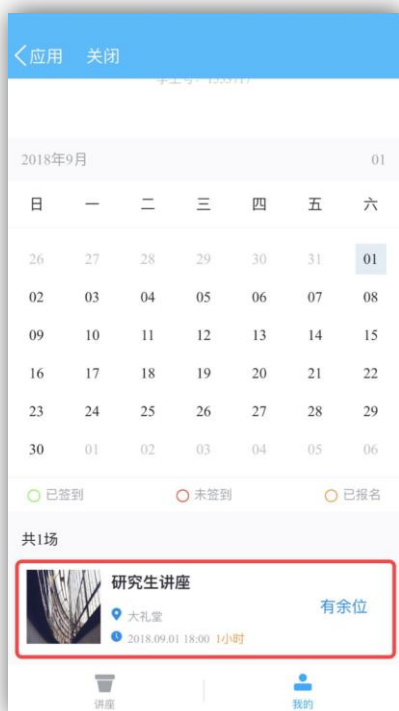 应用 关闭
2018年9月 01
日 一 二 三 四 五 六
26 27 28 29 30 31 01
02 03 04 05 06 07 08
09 10 11 12 13 14 15
16 17 18 19 20 21 22
23 24 25 26 27 28 29
30 01 02 03 04 05 06
已签到 未签到 已报名
共1场
研究生讲座
大礼堂
有余位
2018.09.01 18:00 1小时
讲座 我的